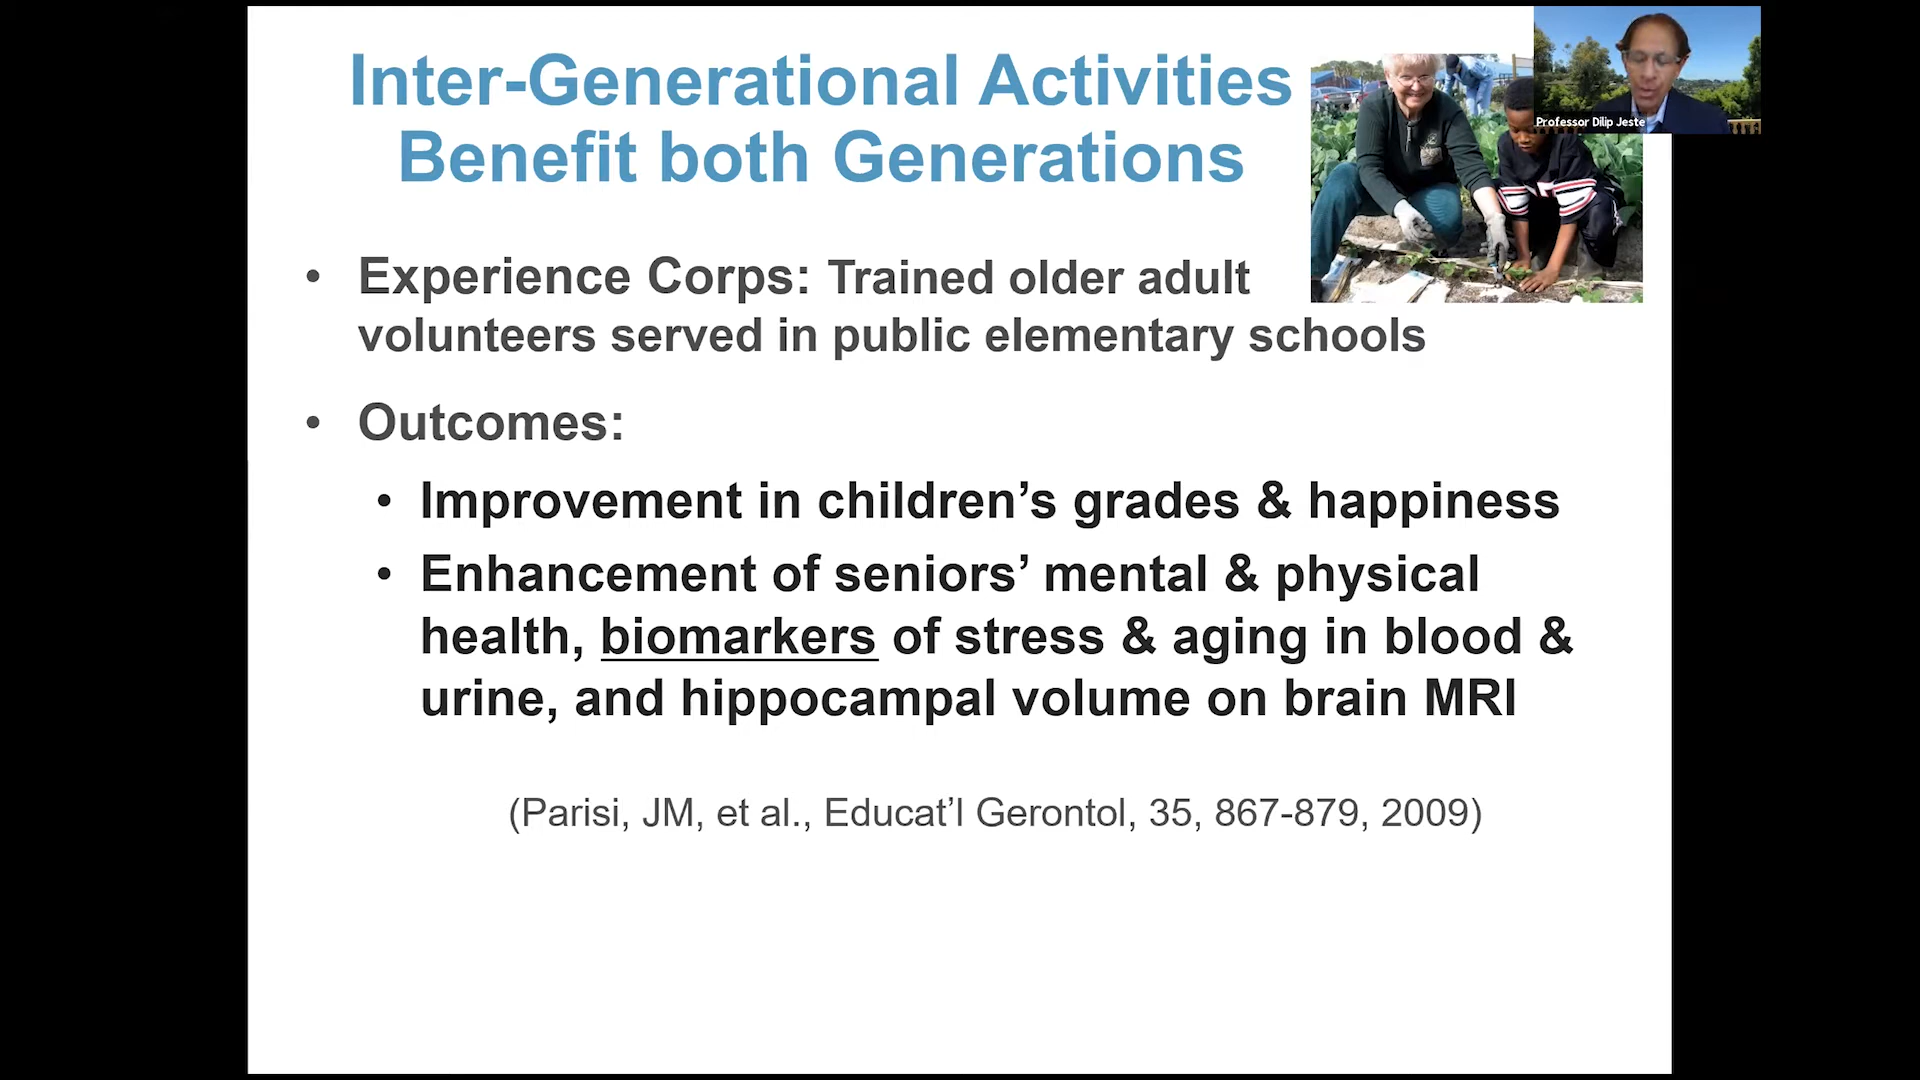 Inter-Generational Activities
Benefit both Generations
Professor Dilip Jeste
• Experience Corps: Trained older adult
volunteers served in public elementary schools
• Outcomes:
• Improvement in children’s grades & happiness
• Enhancement of seniors’ mental & physical
health, biomarkers of stress & aging in blood &
urine, and hippocampal volume on brain MRI
(Parisi, JM, et al., Educat’l Gerontol, 35, 867-879, 2009)